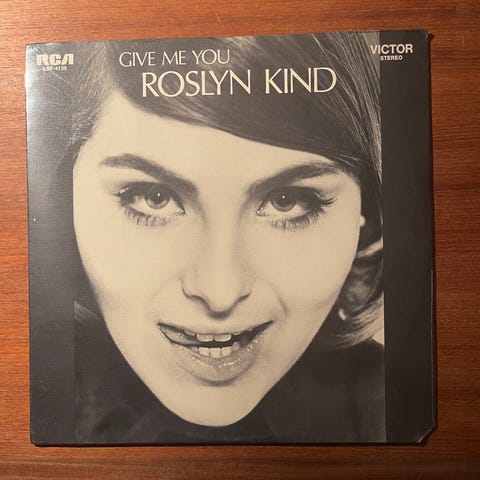 RCA
LSP-4138
GIVE ME YOU
ROSLYN KIND
VICTOR
STEREO